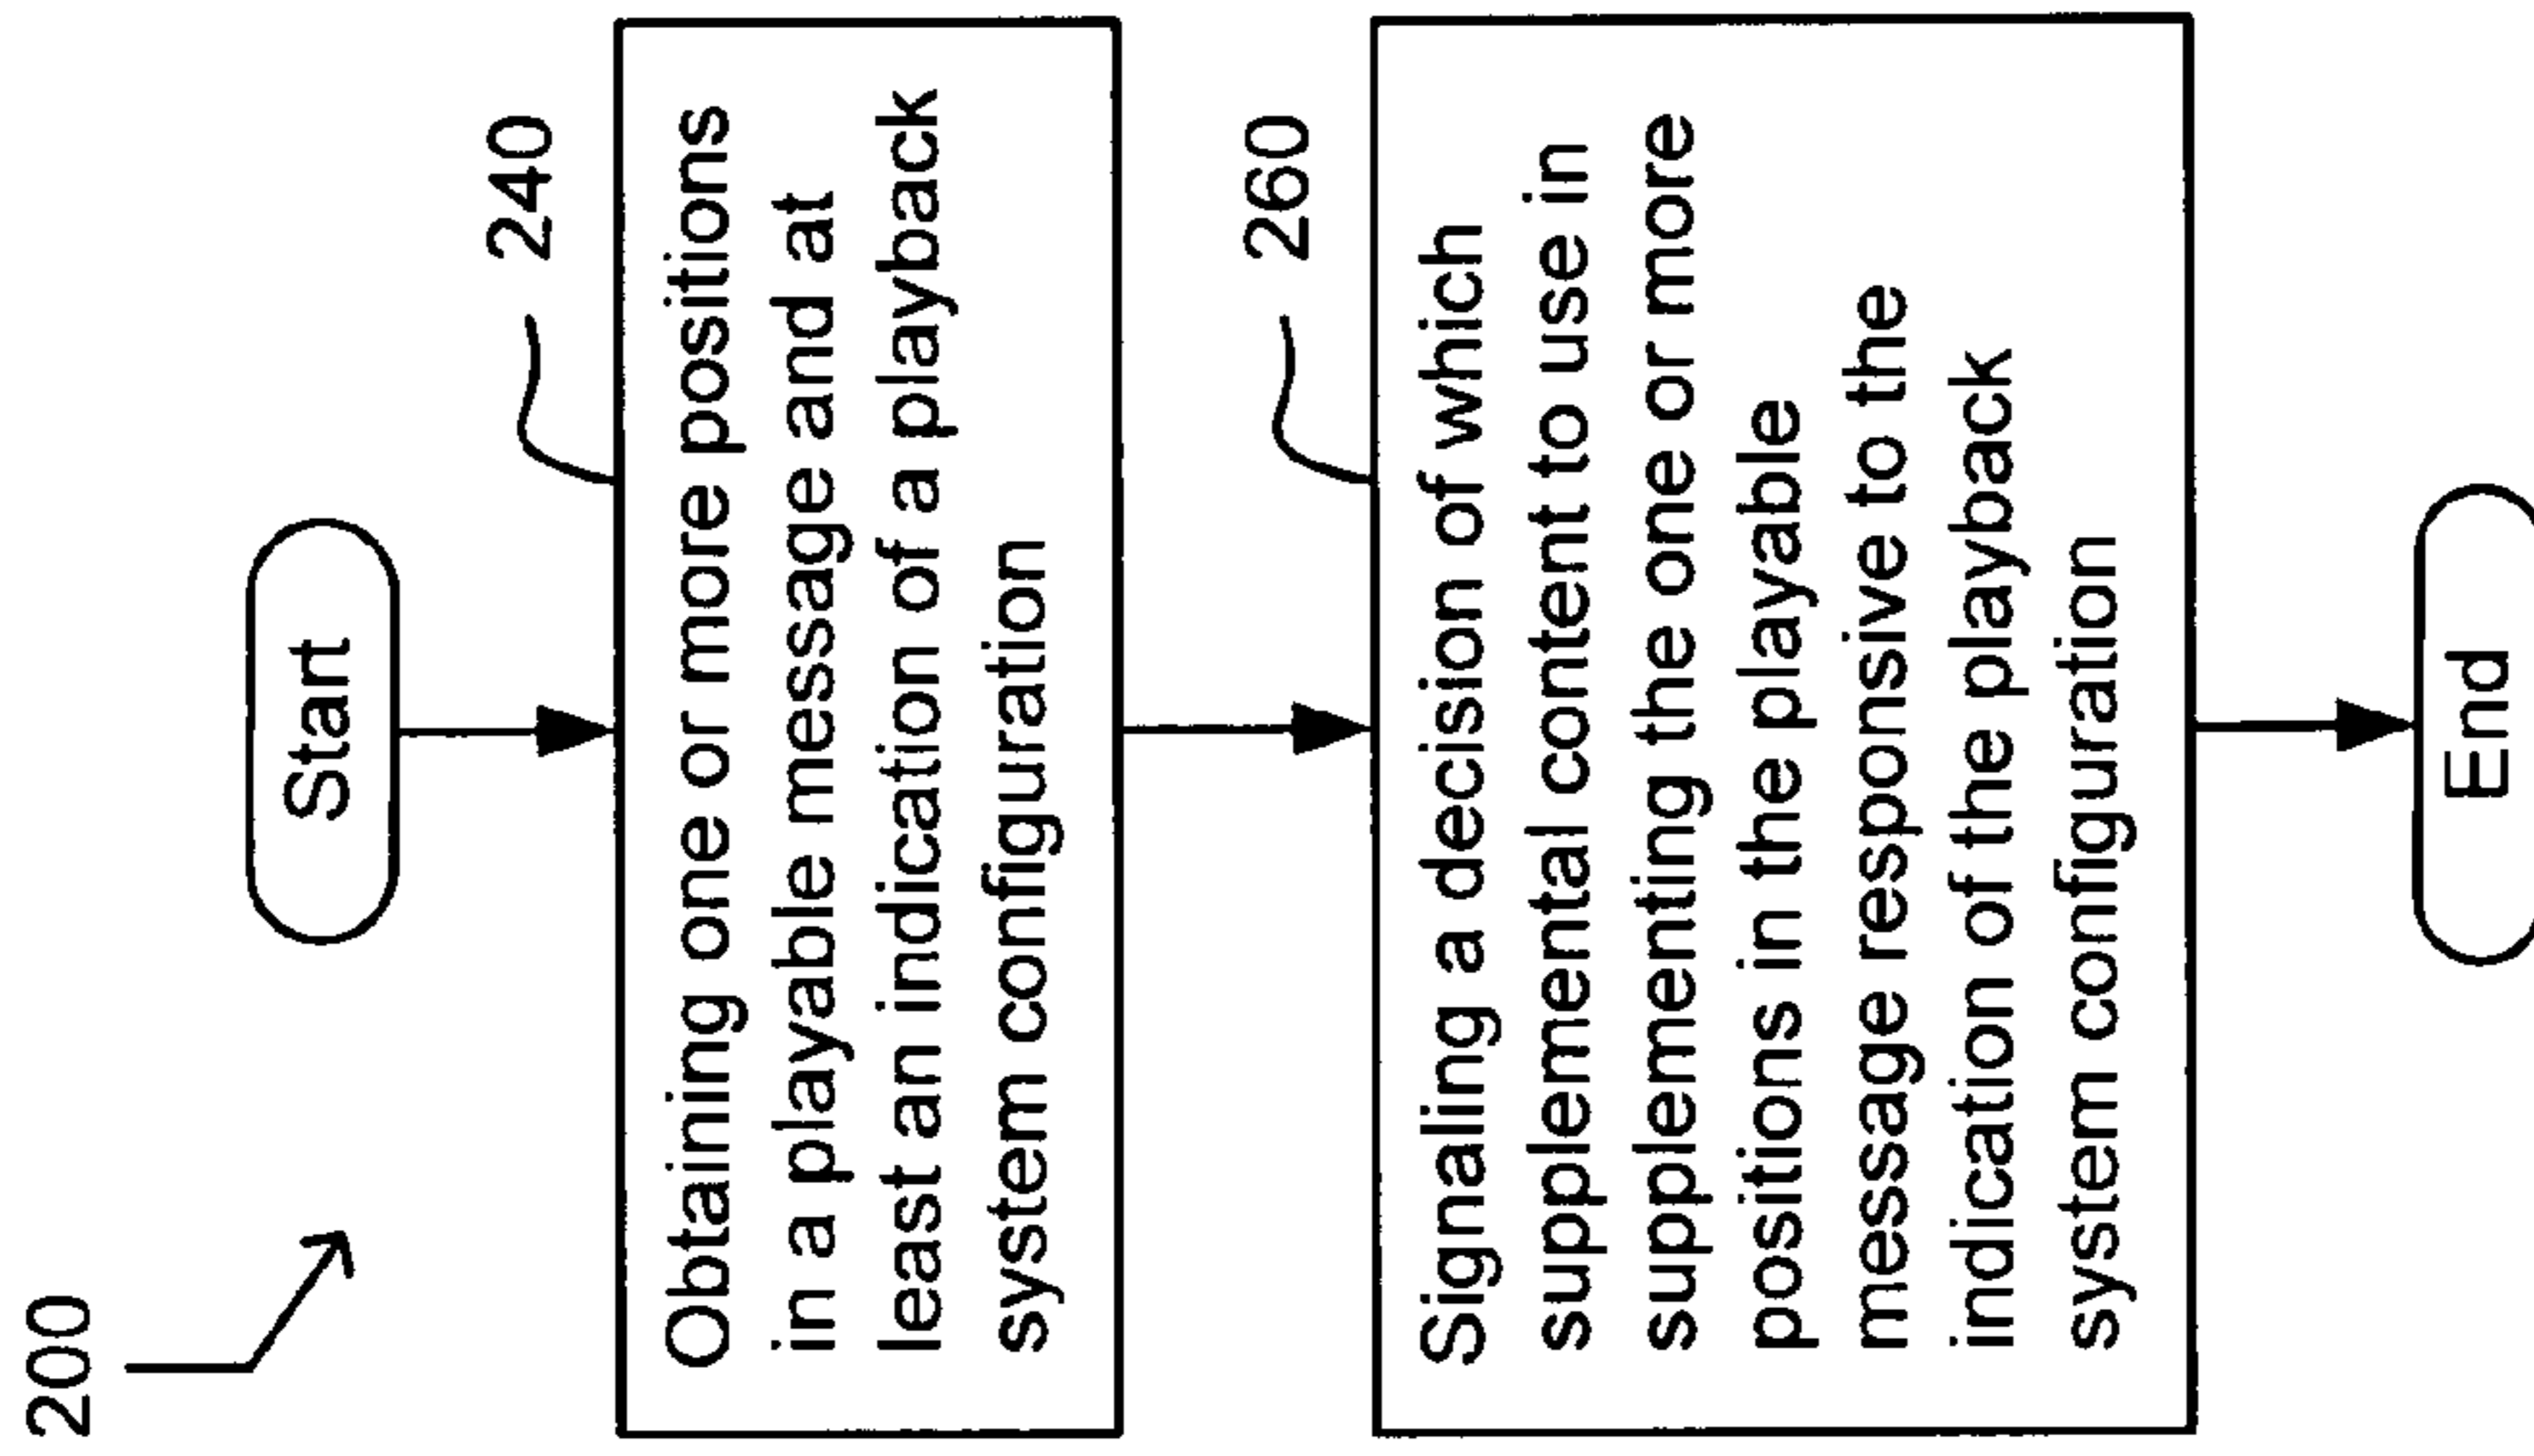 200
Start
240
Obtaining one or more positions
in a playable message and at
least an indication of a playback
system configuration
260
Signaling a decision of which
supplemental content to use in
supplementing the one or more
positions in the playable
message responsive to the
indication of the playback
system configuration
End